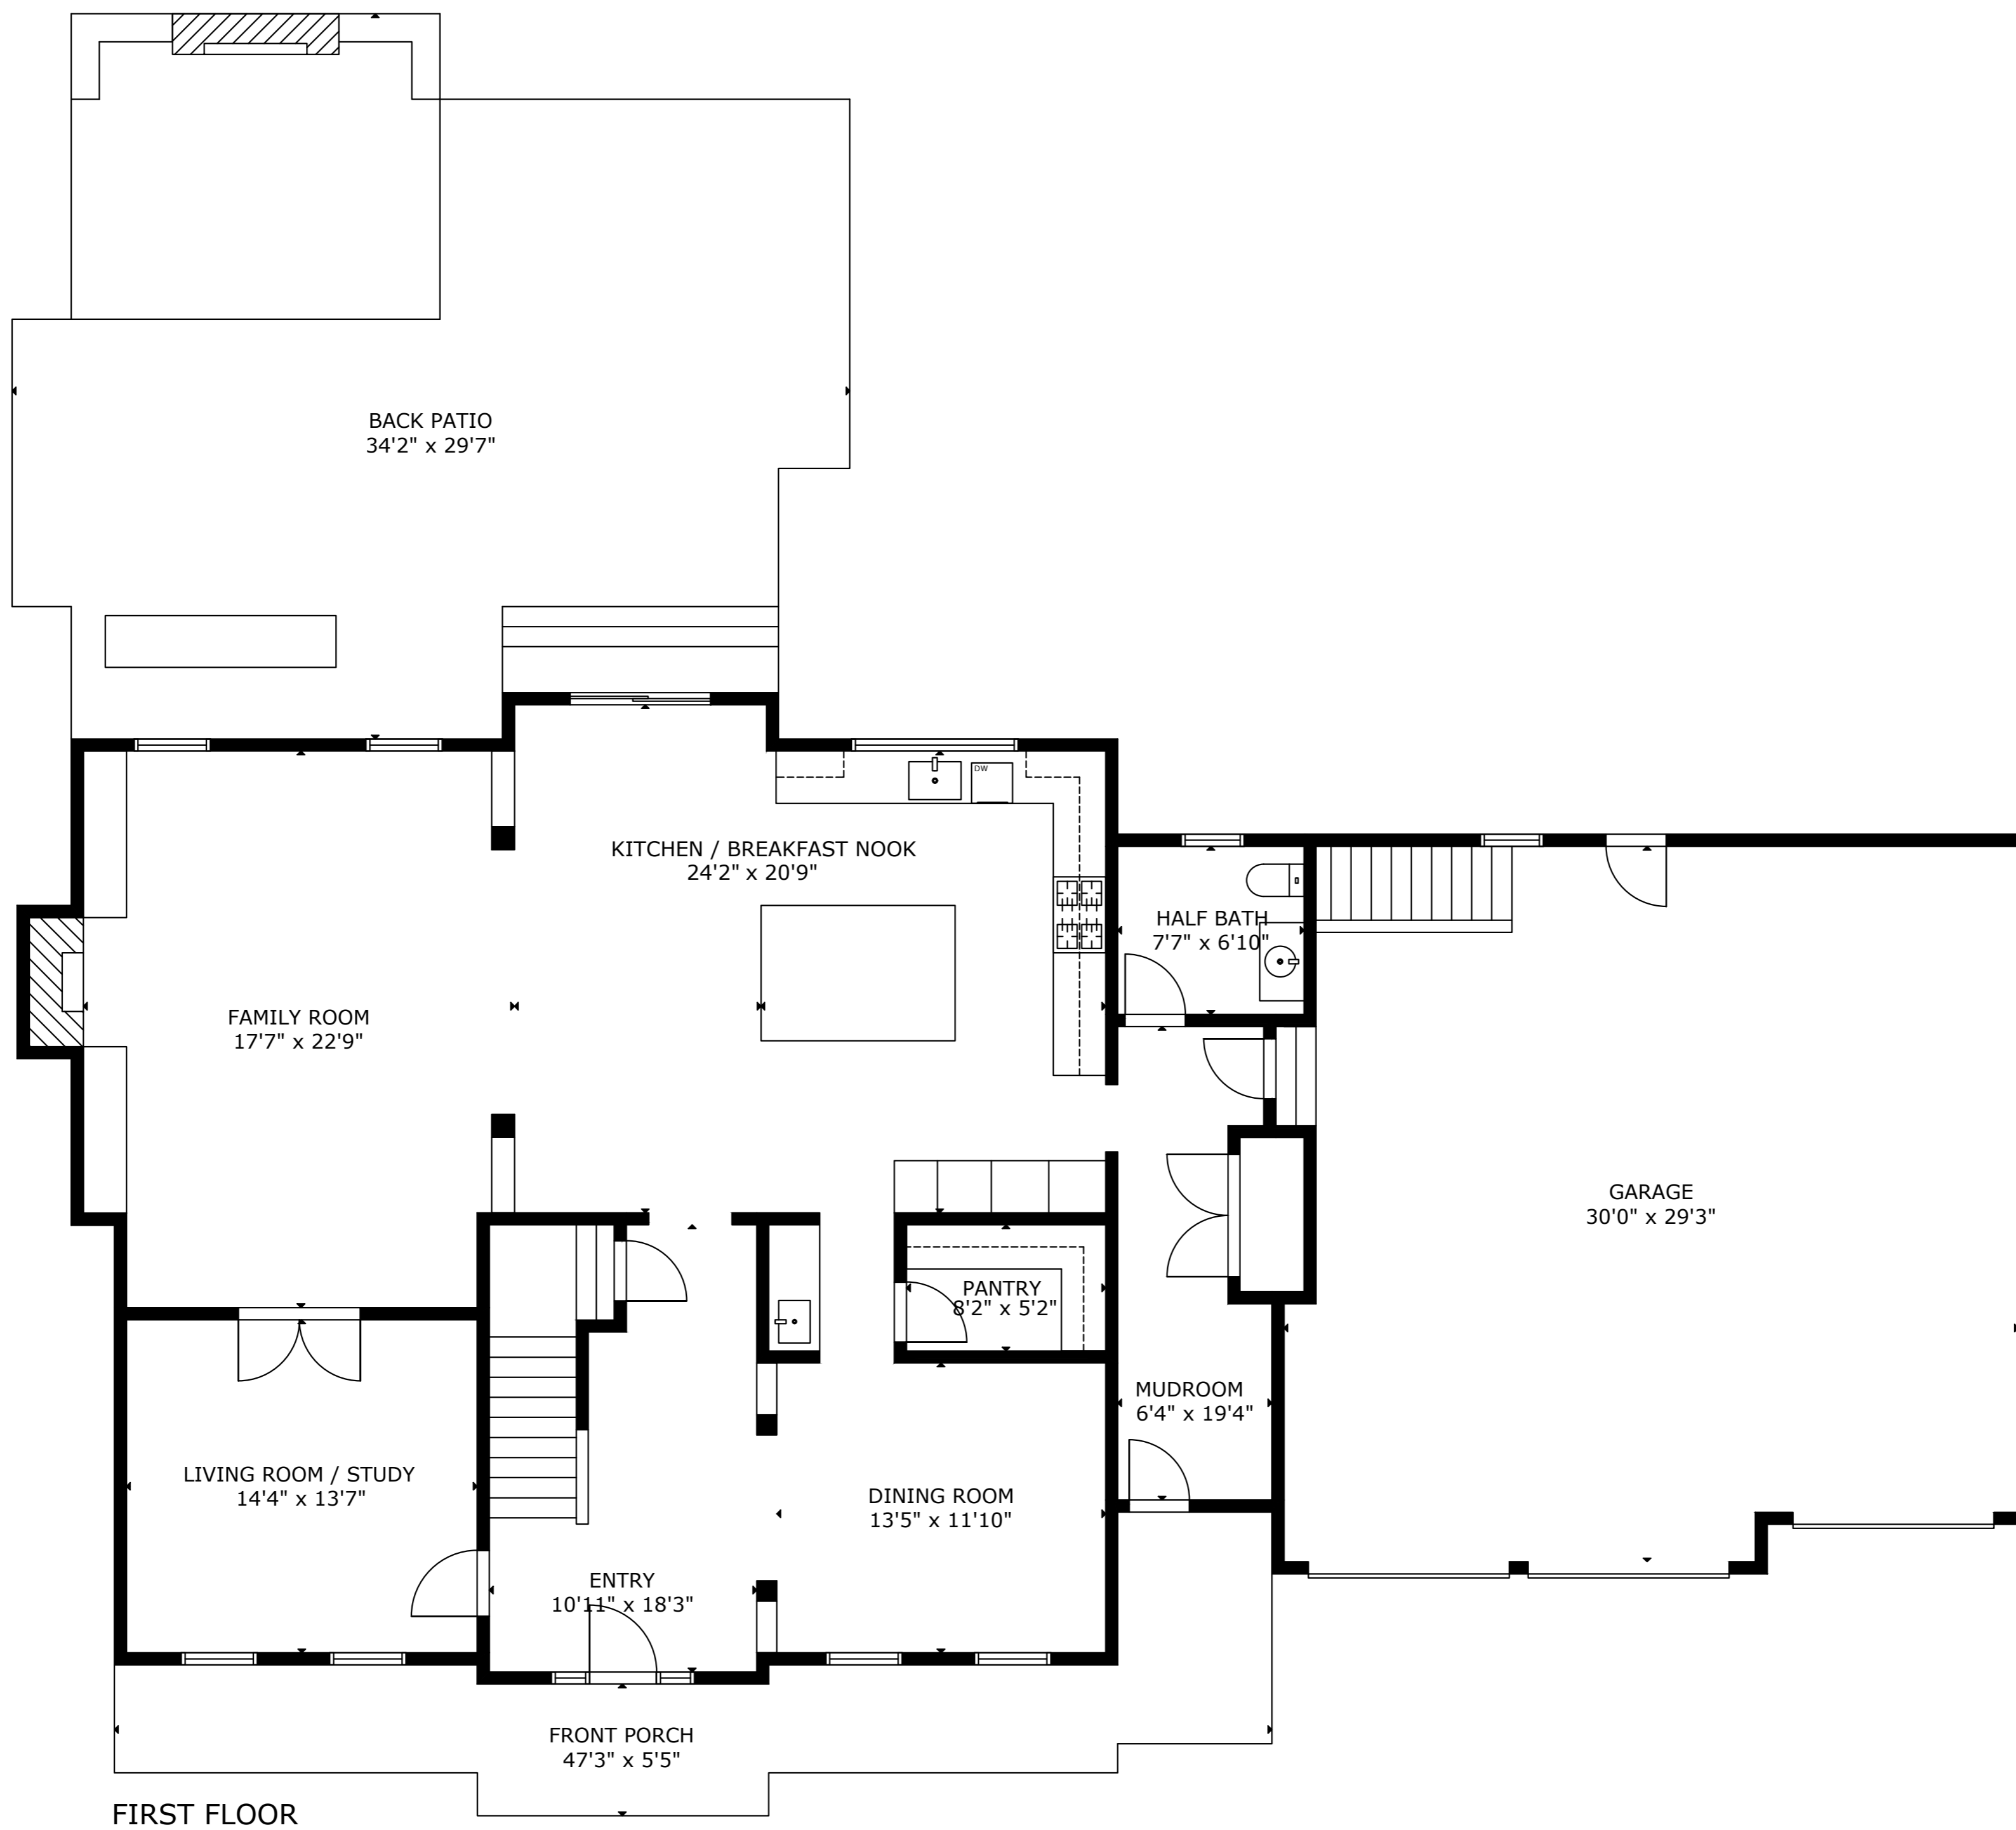 BACK PATIO
34'2" x 29'7"
DW
KITCHEN / BREAKFAST NOOK
24'2" x 20'9"
HALF BATH
7'7" x 6'10"
FAMILY ROOM
17'7" x 22'9"
GARAGE
30'0" x 29'3"
PANTRY
8'2" x 5'2"
MUDROOM
6'4" x 19'4"
LIVING ROOM / STUDY
14'4" x 13'7"
DINING ROOM
13'5" x 11'10"
ENTRY
10'11" x 18'3"
FRONT PORCH
47'3" x 5'5"
FIRST FLOOR